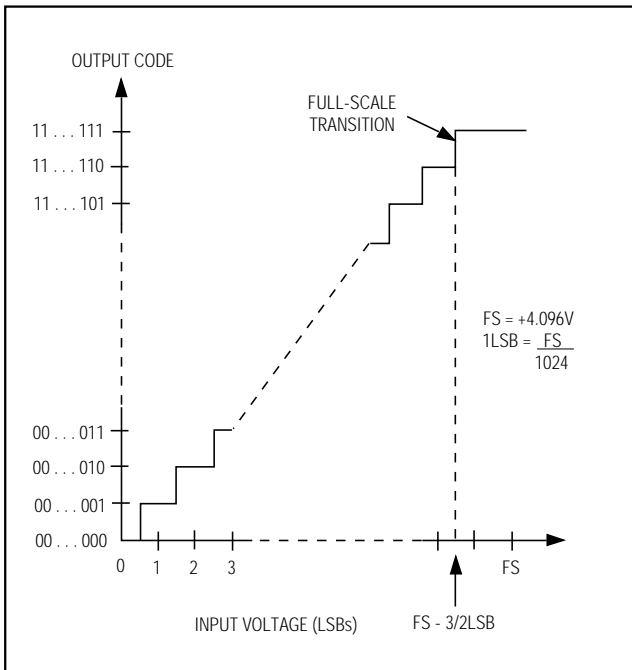 OUTPUT CODE
FULL-SCALE
TRANSITION
11 . . . 111
11 . . . 110
11 . . . 101
FS = +4.096V
1LSB = FS
1024
00 . . . 011
00 . . . 010
00 . . . 001
00 . . . 000
0 1 2 3 FS
INPUT VOLTAGE (LSBs)
FS - 3/2LSB